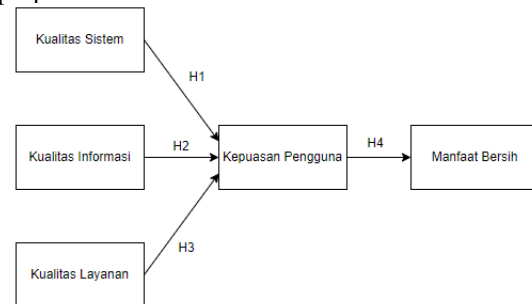 Kualitas Sistem
H1
Kualitas Informasi
H2
Kepuasan Pengguna
H4
Manfaat Bersih
H3
Kualitas Layanan